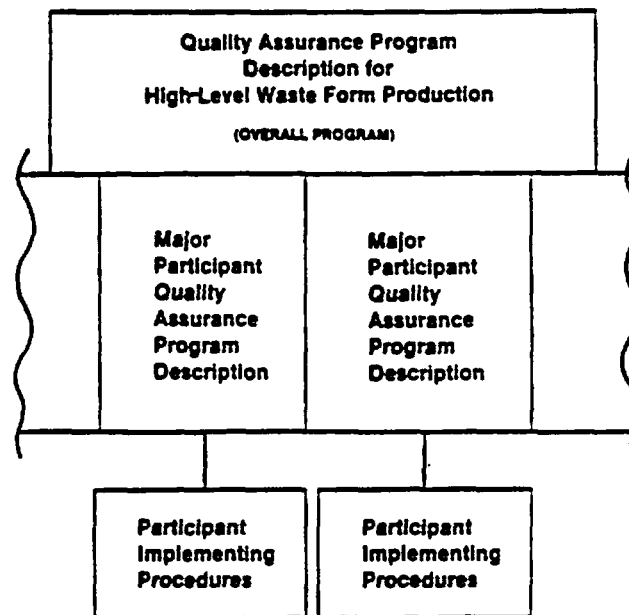 Quality Assurance Program
Description for
High-Level Waste Form Production
(OVERALL PROGRAM)
Major
Participant
Quality
Assurance
Program
Description
Major
Participant
Quality
Assurance
Program
Description
Participant
Implementing
Procedures
Participant
Implementing
Procedures